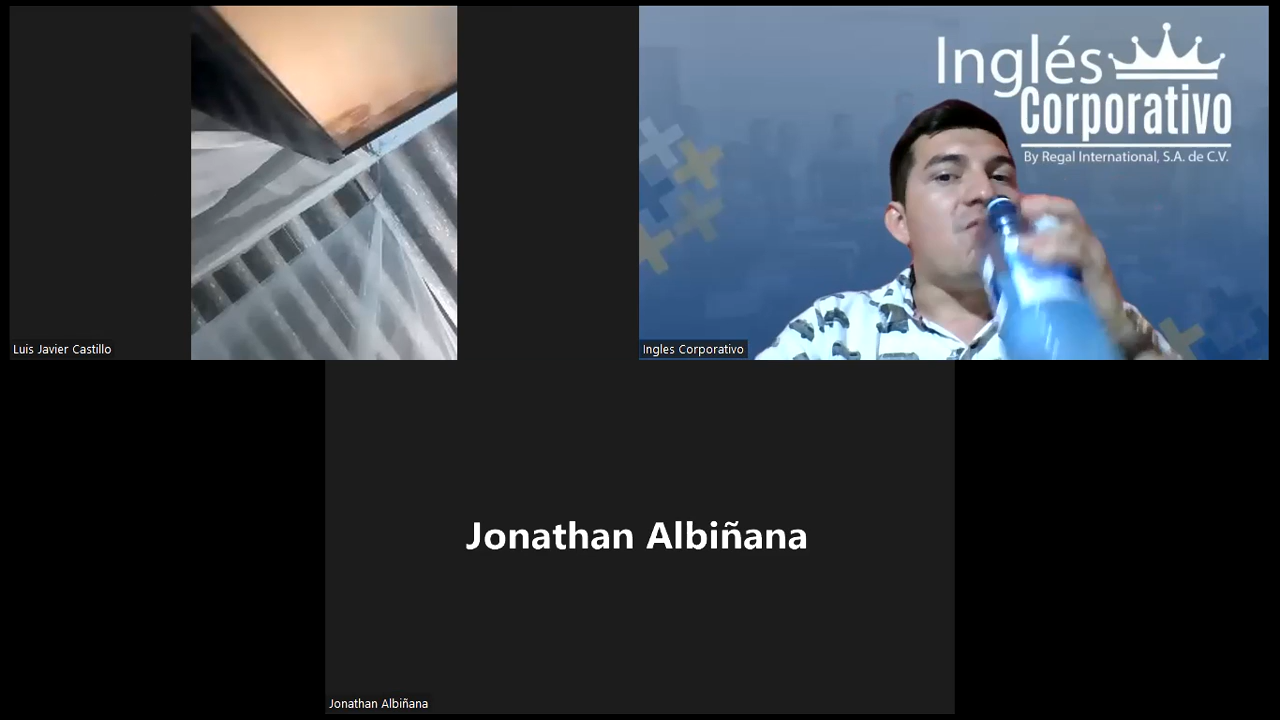 Inglés
Corporativo
By Regal International, S.A. de C.V.
Luis Javier Castillo
Ingles Corporativo
Jonathan Albiñana
Jonathan Albiñana